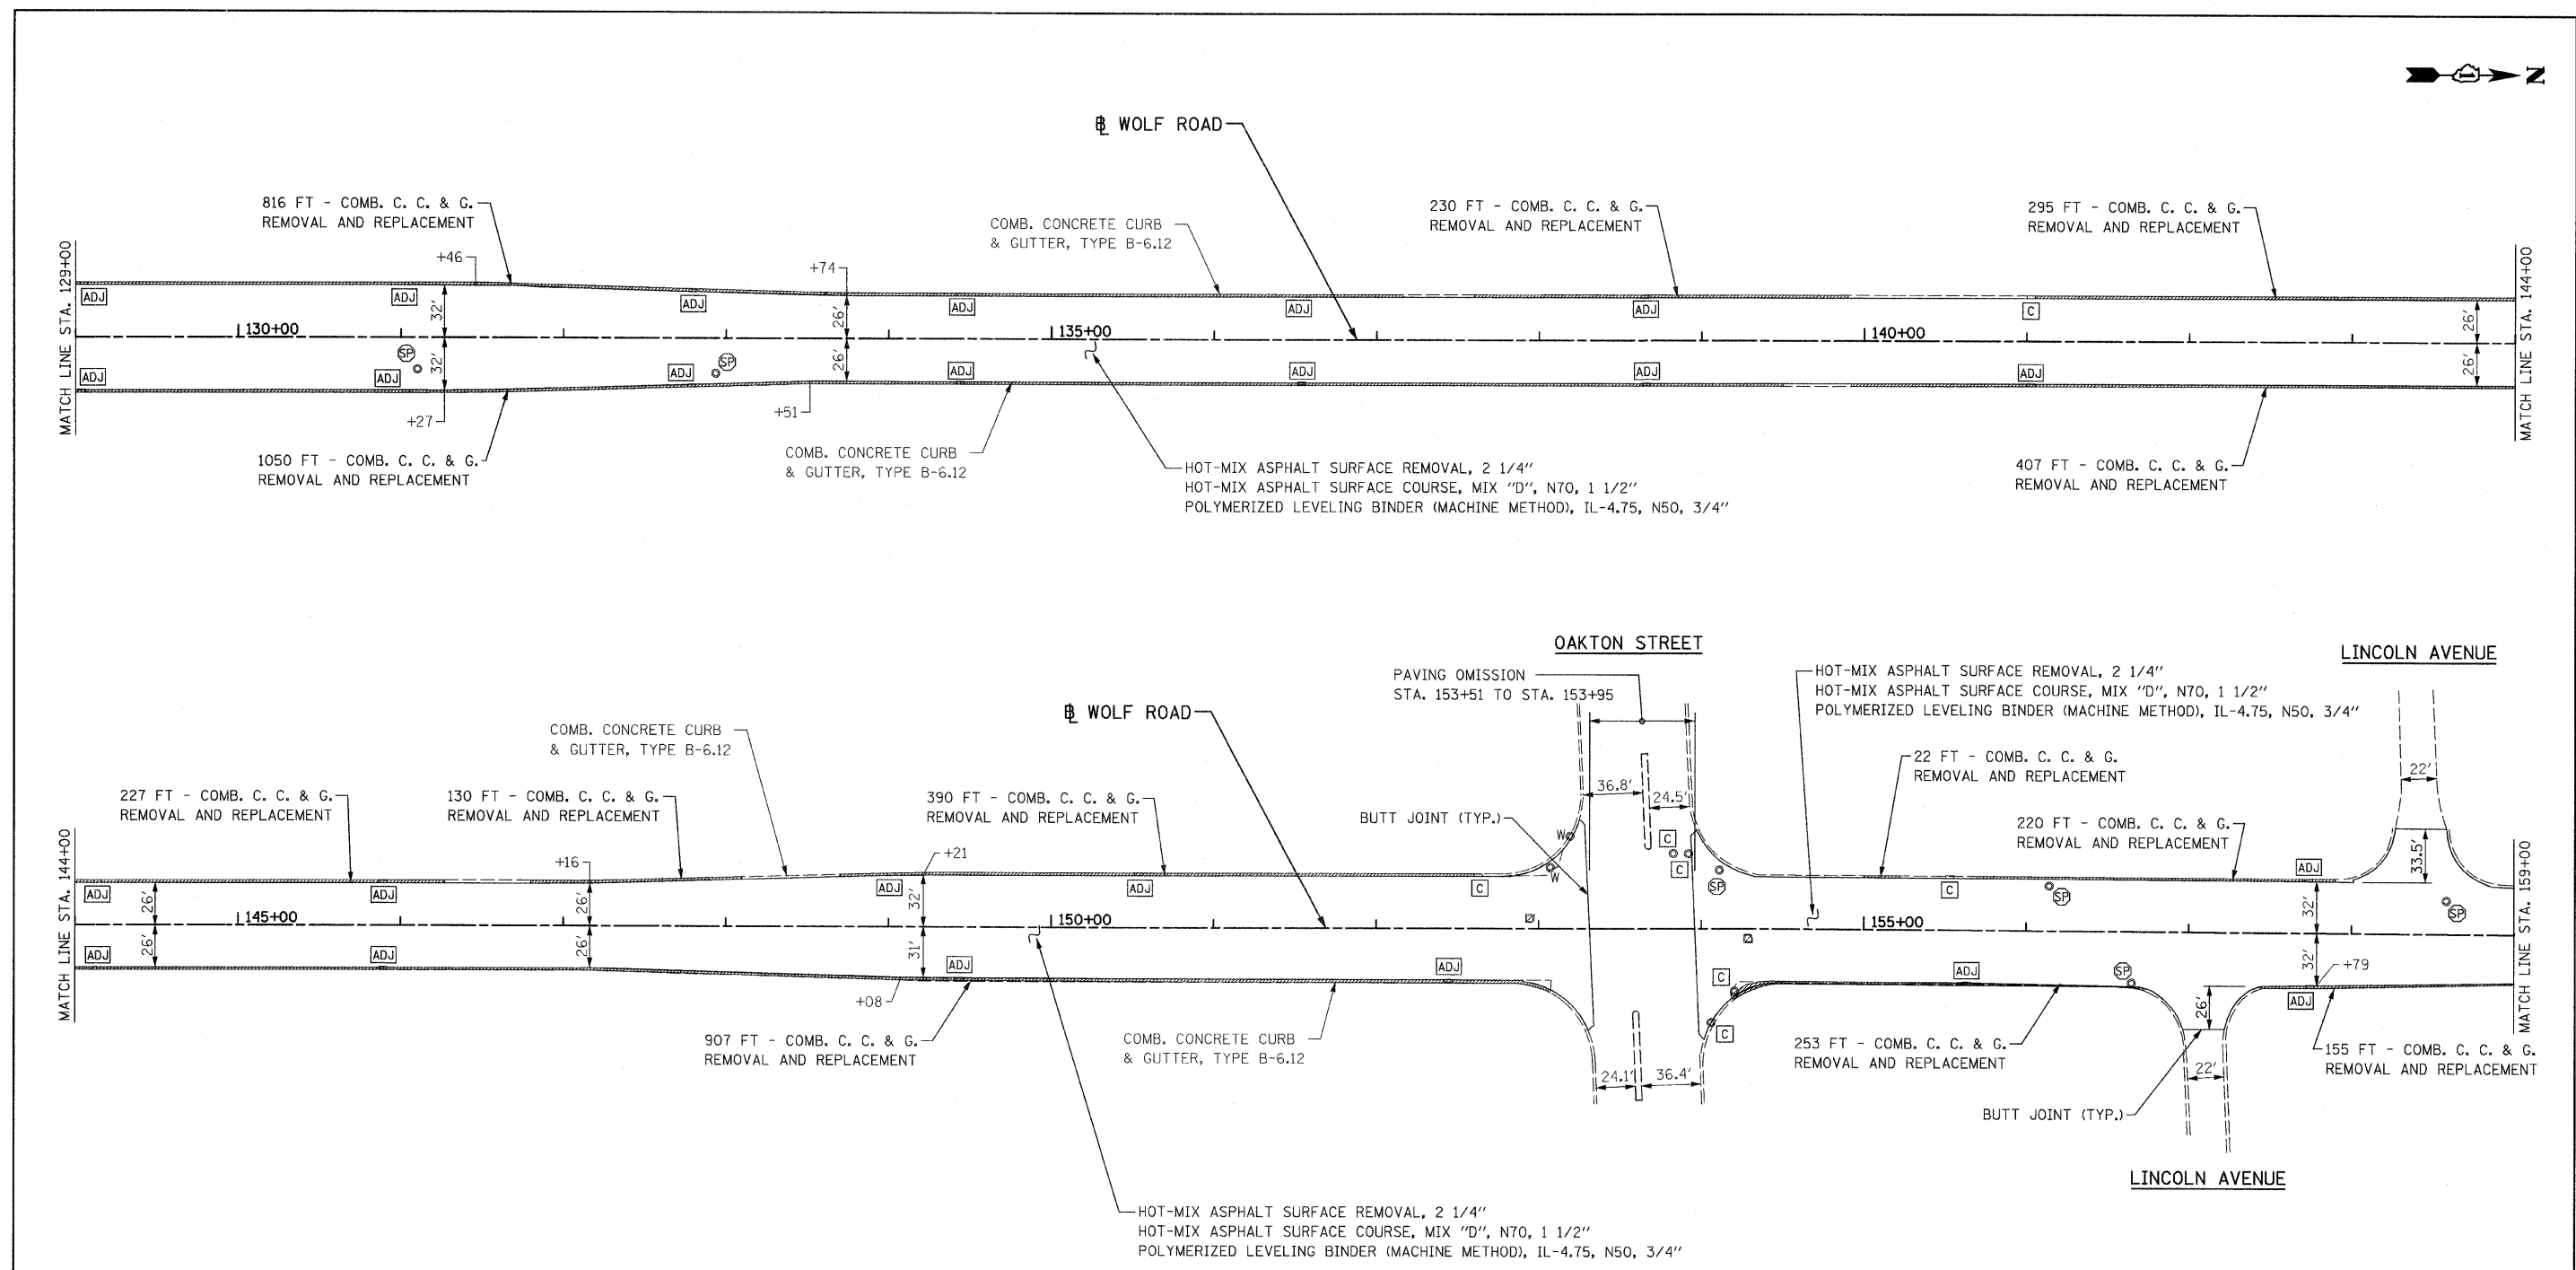 N
1
℄ WOLF ROAD
816 FT - COMB. C. C. & G.
REMOVAL AND REPLACEMENT
COMB. CONCRETE CURB
& GUTTER, TYPE B-6.12
230 FT - COMB. C. C. & G.
REMOVAL AND REPLACEMENT
295 FT - COMB. C. C. & G.
REMOVAL AND REPLACEMENT
MATCH LINE STA. 129+00
+46
+74
MATCH LINE STA. 144+00
ADJ
ADJ
ADJ
ADJ
ADJ
ADJ
C
32'
26'
26'
130+00
135+00
140+00
SP
SP
32'
26'
26'
ADJ
ADJ
ADJ
ADJ
ADJ
ADJ
ADJ
+27
+51
1050 FT - COMB. C. C. & G.
REMOVAL AND REPLACEMENT
COMB. CONCRETE CURB
& GUTTER, TYPE B-6.12
HOT-MIX ASPHALT SURFACE REMOVAL, 2 1/4"
HOT-MIX ASPHALT SURFACE COURSE, MIX "D", N70, 1 1/2"
POLYMERIZED LEVELING BINDER (MACHINE METHOD), IL-4.75, N50, 3/4"
407 FT - COMB. C. C. & G.
REMOVAL AND REPLACEMENT
OAKTON STREET
LINCOLN AVENUE
PAVING OMISSION
STA. 153+51 TO STA. 153+95
HOT-MIX ASPHALT SURFACE REMOVAL, 2 1/4"
HOT-MIX ASPHALT SURFACE COURSE, MIX "D", N70, 1 1/2"
POLYMERIZED LEVELING BINDER (MACHINE METHOD), IL-4.75, N50, 3/4"
℄ WOLF ROAD
COMB. CONCRETE CURB
& GUTTER, TYPE B-6.12
22 FT - COMB. C. C. & G.
REMOVAL AND REPLACEMENT
22'
227 FT - COMB. C. C. & G.
REMOVAL AND REPLACEMENT
130 FT - COMB. C. C. & G.
REMOVAL AND REPLACEMENT
390 FT - COMB. C. C. & G.
REMOVAL AND REPLACEMENT
36.8'
24.5'
BUTT JOINT (TYP.)
220 FT - COMB. C. C. & G.
REMOVAL AND REPLACEMENT
33.5'
MATCH LINE STA. 144+00
+16
+21
W
W
C
C
SP
MATCH LINE STA. 159+00
ADJ
ADJ
ADJ
ADJ
C
C
SP
ADJ
SP
26'
26'
32'
32'
145+00
150+00
155+00
26'
26'
31'
32'
ADJ
ADJ
ADJ
ADJ
C
C
ADJ
SP
26'
+79
ADJ
+08
907 FT - COMB. C. C. & G.
REMOVAL AND REPLACEMENT
COMB. CONCRETE CURB
& GUTTER, TYPE B-6.12
24.1'
36.4'
253 FT - COMB. C. C. & G.
REMOVAL AND REPLACEMENT
22'
155 FT - COMB. C. C. & G.
REMOVAL AND REPLACEMENT
BUTT JOINT (TYP.)
LINCOLN AVENUE
HOT-MIX ASPHALT SURFACE REMOVAL, 2 1/4"
HOT-MIX ASPHALT SURFACE COURSE, MIX "D", N70, 1 1/2"
POLYMERIZED LEVELING BINDER (MACHINE METHOD), IL-4.75, N50, 3/4"